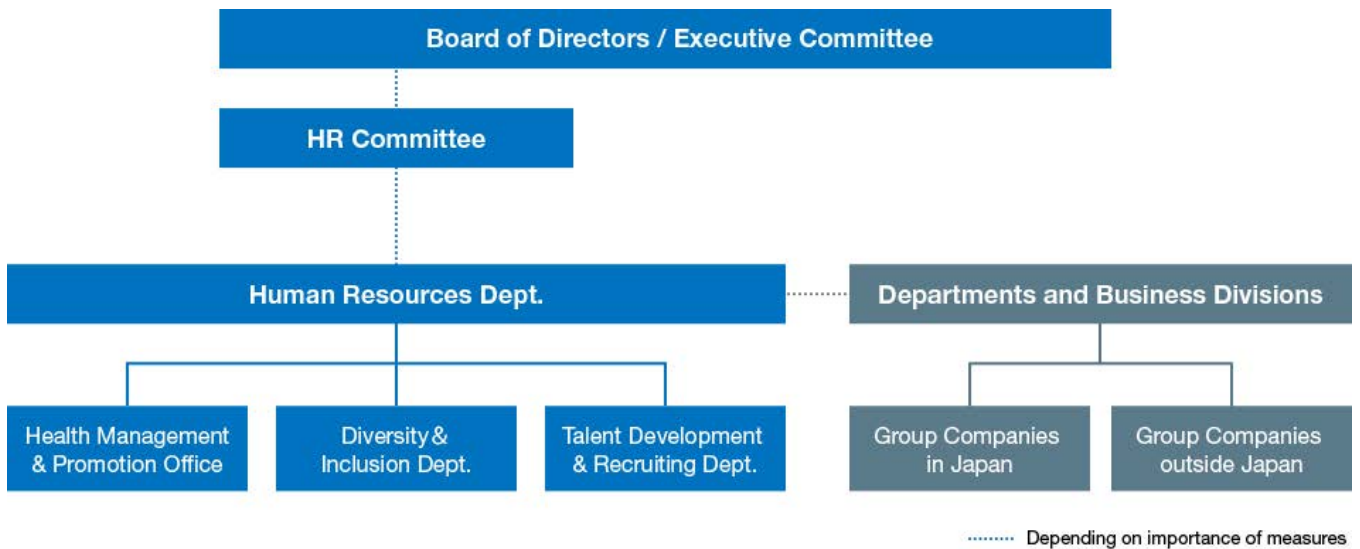 Board of Directors / Executive Committee
HR Committee
Human Resources Dept.
Departments and Business Divisions
Health Management
& Promotion Office
Diversity &
Inclusion Dept.
Talent Development
& Recruiting Dept.
Group Companies
in Japan
Group Companies
outside Japan
Depending on importance of measures